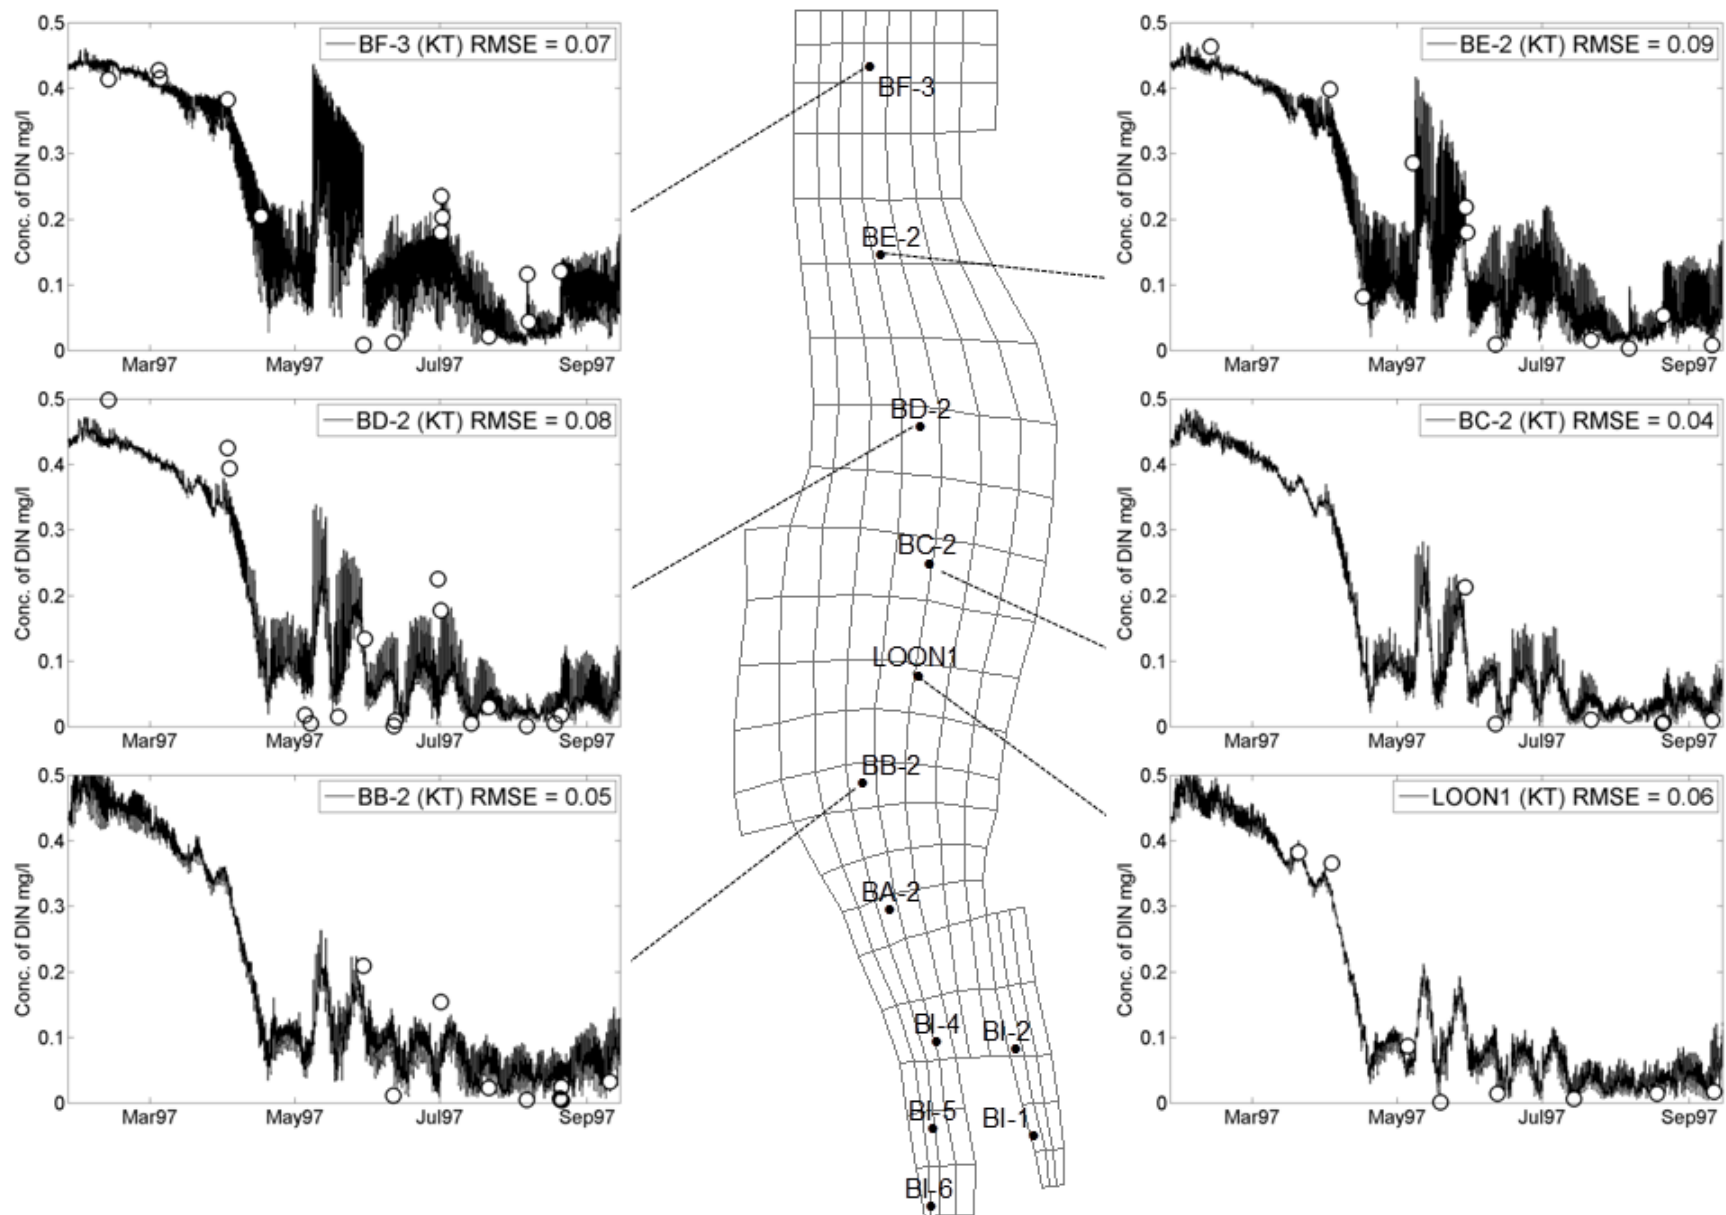 BF-3 (KT) RMSE = 0.07
Conc. of DIN mg/l
0.5
0.4
0.3
0.2
0.1
0
Mar97 May97 Jul97 Sep97
BD-2 (KT) RMSE = 0.08
Conc. of DIN mg/l
0.5
0.4
0.3
0.2
0.1
0
Mar97 May97 Jul97 Sep97
BB-2 (KT) RMSE = 0.05
Conc. of DIN mg/l
0.5
0.4
0.3
0.2
0.1
0
Mar97 May97 Jul97 Sep97
BF-3
BE-2
BD-2
BC-2
LOON1
BB-2
BA-2
BI-4
BI-2
BI-5
BI-1
BI-6
BE-2 (KT) RMSE = 0.09
Conc. of DIN mg/l
0.5
0.4
0.3
0.2
0.1
0
Mar97 May97 Jul97 Sep97
BC-2 (KT) RMSE = 0.04
Conc. of DIN mg/l
0.5
0.4
0.3
0.2
0.1
0
Mar97 May97 Jul97 Sep97
LOON1 (KT) RMSE = 0.06
Conc. of DIN mg/l
0.5
0.4
0.3
0.2
0.1
0
Mar97 May97 Jul97 Sep97